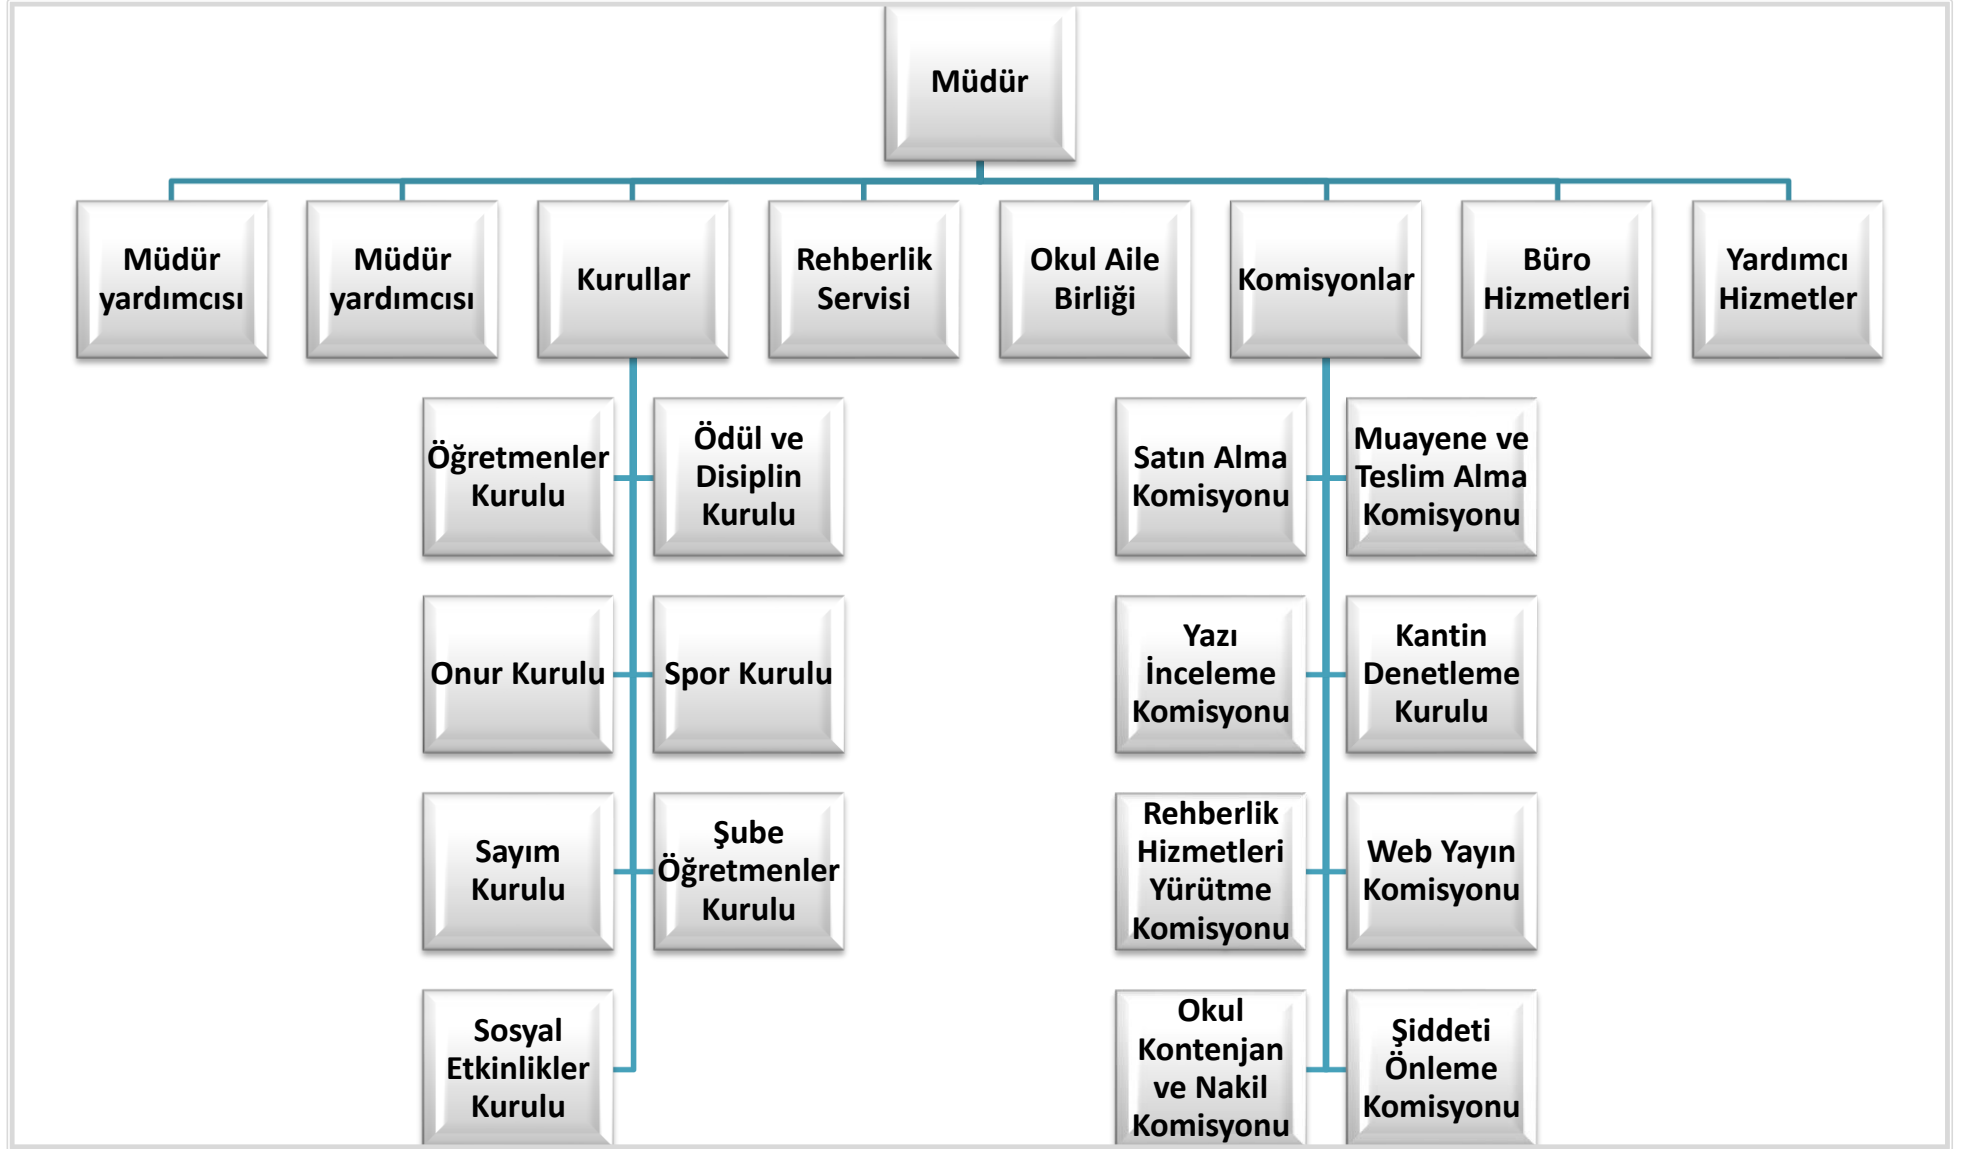 Müdür
Müdür
yardımcısı
Müdür
yardımcısı
Kurullar
Rehberlik
Servisi
Okul Aile
Birliği
Komisyonlar
Büro
Hizmetleri
Yardımcı
Hizmetler
Öğretmenler
Kurulu
Ödül ve
Disiplin
Kurulu
Onur Kurulu
Spor Kurulu
Sayım
Kurulu
Şube
Öğretmenler
Kurulu
Sosyal
Etkinlikler
Kurulu
Satın Alma
Komisyonu
Muayene ve
Teslim Alma
Komisyonu
Yazı
İnceleme
Komisyonu
Kantin
Denetleme
Kurulu
Rehberlik
Hizmetleri
Yürütme
Komisyonu
Web Yayın
Komisyonu
Okul
Kontenjan
ve Nakil
Komisyonu
Şiddeti
Önleme
Komisyonu